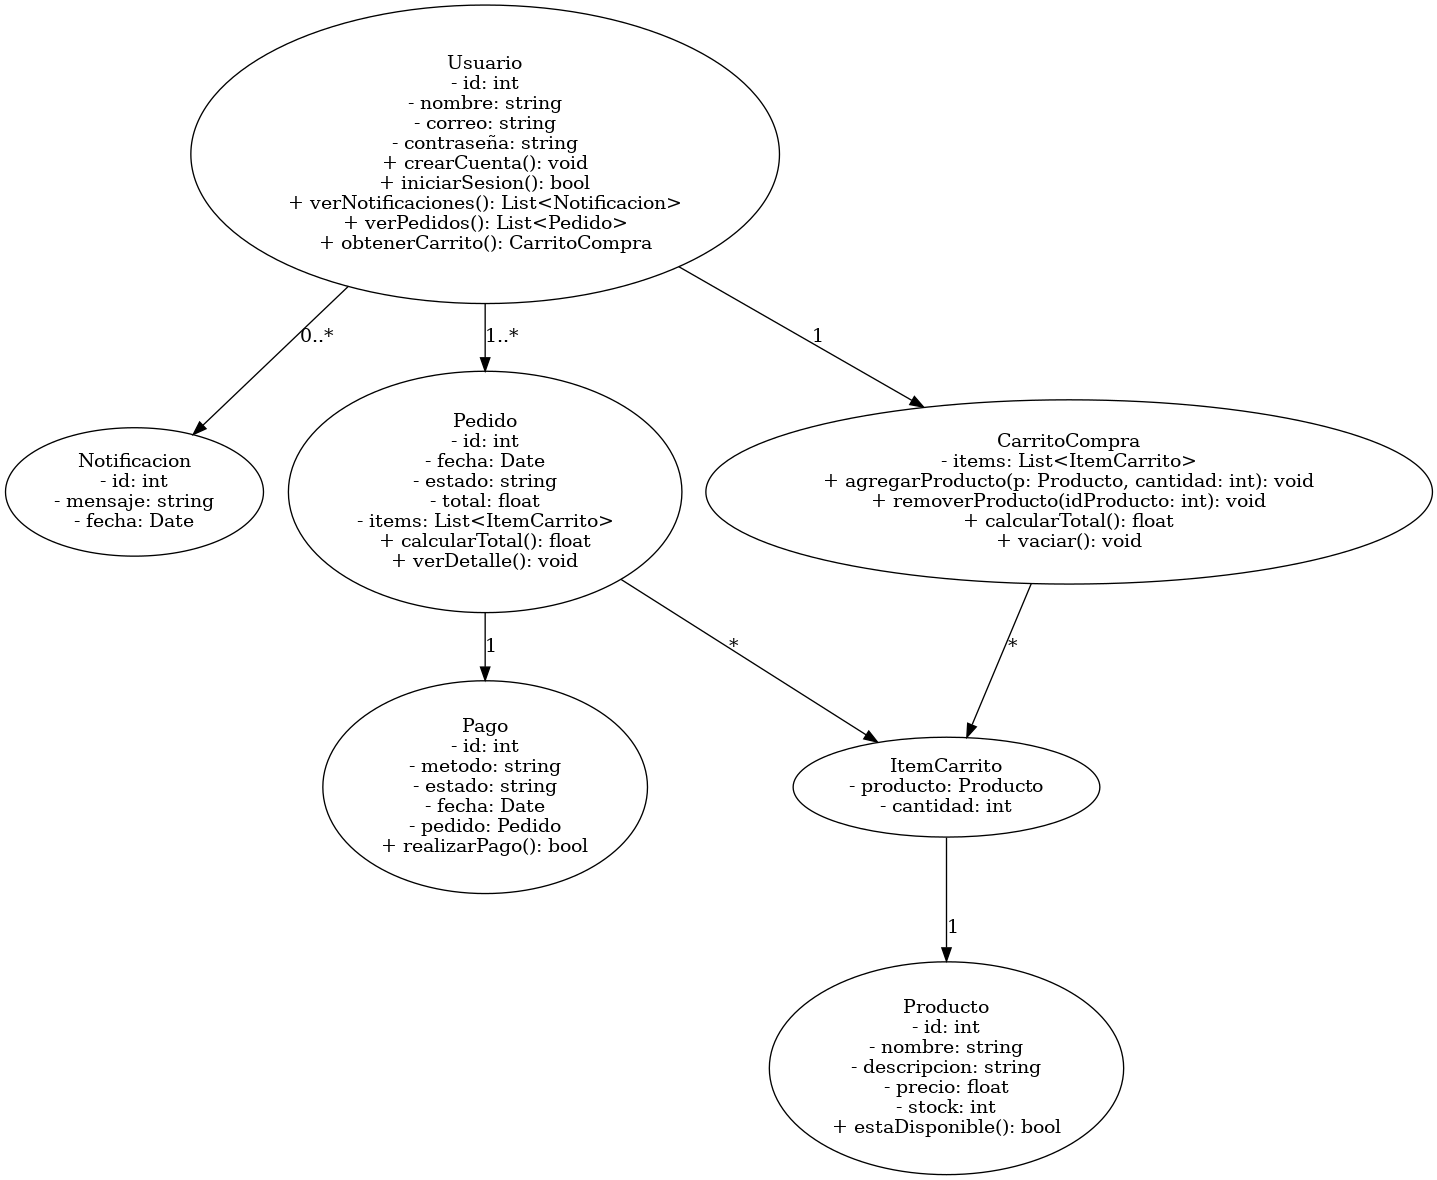 Usuario
- id: int
- nombre: string
- correo: string
- contraseña: string
+ crearCuenta(): void
+ iniciarSesion(): bool
+ verNotificaciones(): List<Notificacion>
+ verPedidos(): List<Pedido>
+ obtenerCarrito(): CarritoCompra
0..*
1..*
1
Notificacion
- id: int
- mensaje: string
- fecha: Date
Pedido
- id: int
- fecha: Date
- estado: string
- total: float
- items: List<ItemCarrito>
+ calcularTotal(): float
+ verDetalle(): void
CarritoCompra
- items: List<ItemCarrito>
+ agregarProducto(p: Producto, cantidad: int): void
+ removerProducto(idProducto: int): void
+ calcularTotal(): float
+ vaciar(): void
1
*
*
Pago
- id: int
- metodo: string
- estado: string
- fecha: Date
- pedido: Pedido
+ realizarPago(): bool
ItemCarrito
- producto: Producto
- cantidad: int
1
Producto
- id: int
- nombre: string
- descripcion: string
- precio: float
- stock: int
+ estaDisponible(): bool